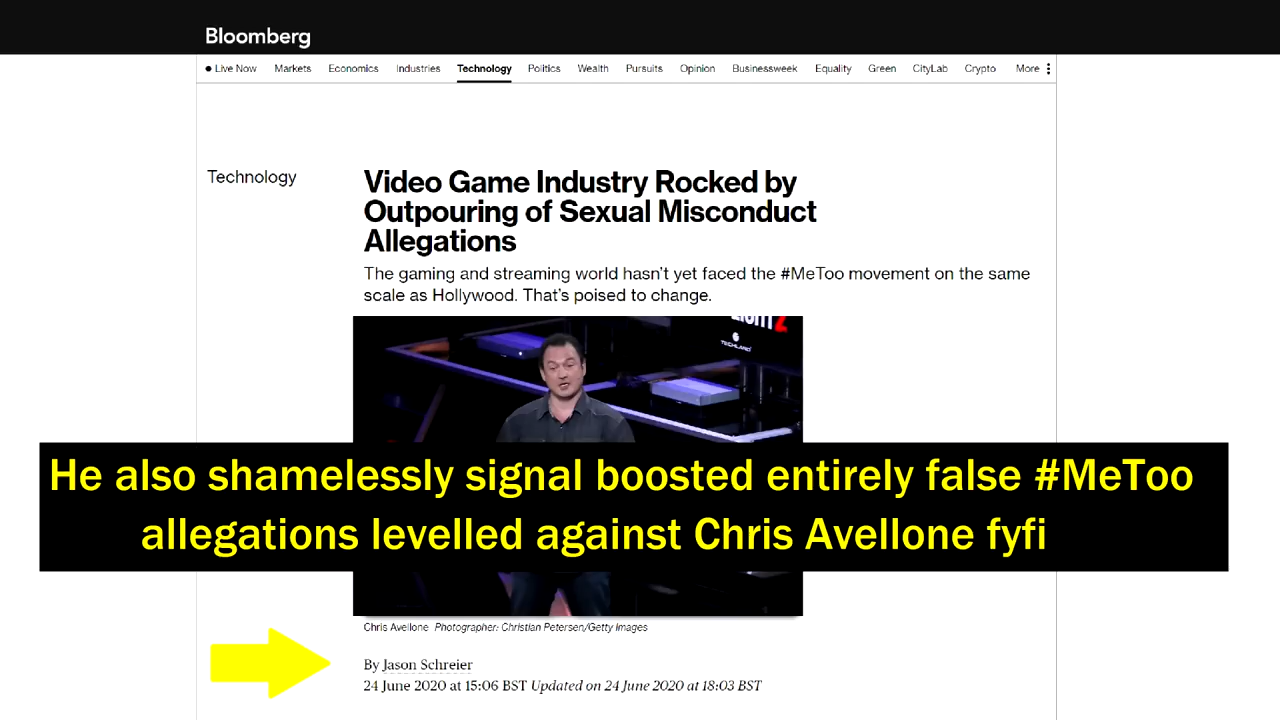 Bloomberg
Live Now Markets Economics Industries Technology Politics Wealth Pursuits Opinion Businessweek Equality Green CityLab Crypto More
Technology
Video Game Industry Rocked by
Outpouring of Sexual Misconduct
Allegations
The gaming and streaming world hasn't yet faced the #MeToo movement on the same
scale as Hollywood. That's poised to change.
TECHLAND
He also shamelessly signal boosted entirely false #MeToo
allegations levelled against Chris Avellone fyfi
Chris Avellone Photographer: Christian Petersen/Getty Images
By Jason Schreier
24 June 2020 at 15:06 BST Updated on 24 June 2020 at 18:03 BST